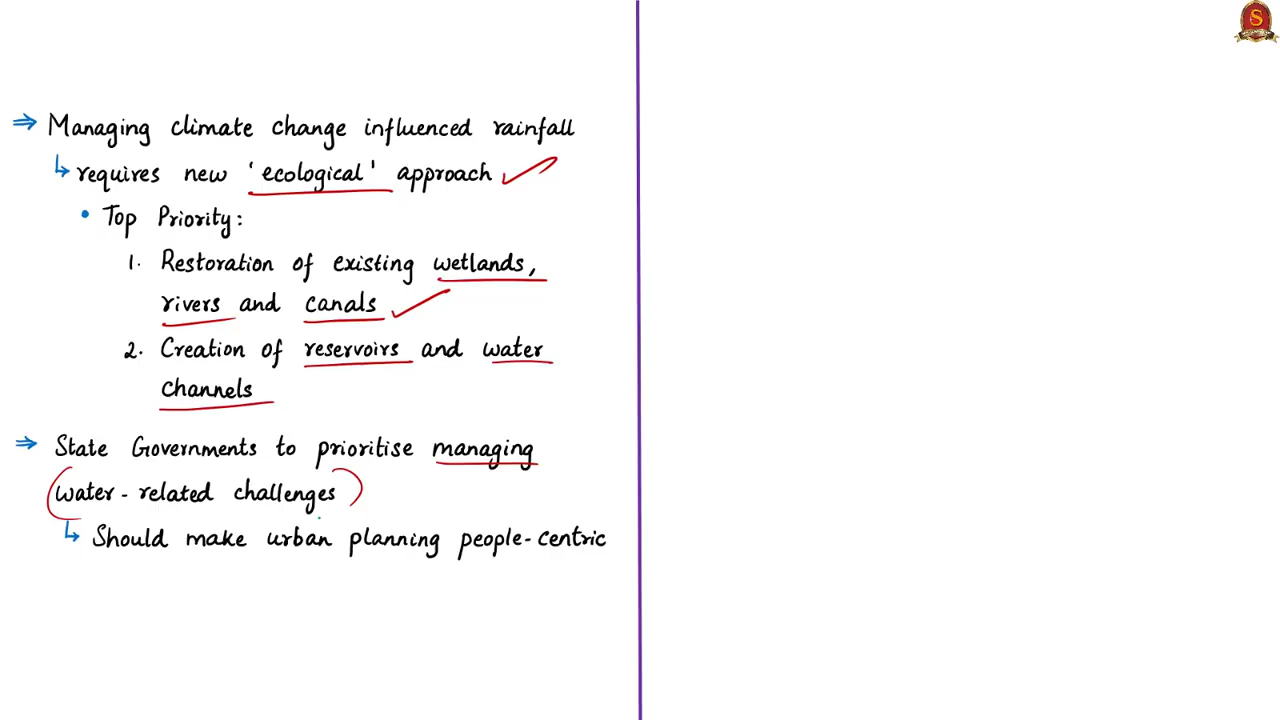 ⇒ Managing climate change influenced rainfall
↳ requires new 'ecological' approach
• Top Priority:
1. Restoration of existing wetlands,
rivers and canals
2. Creation of reservoirs and water
channels
⇒ State Governments to prioritise managing
water-related challenges
↳ Should make urban planning people-centric
S